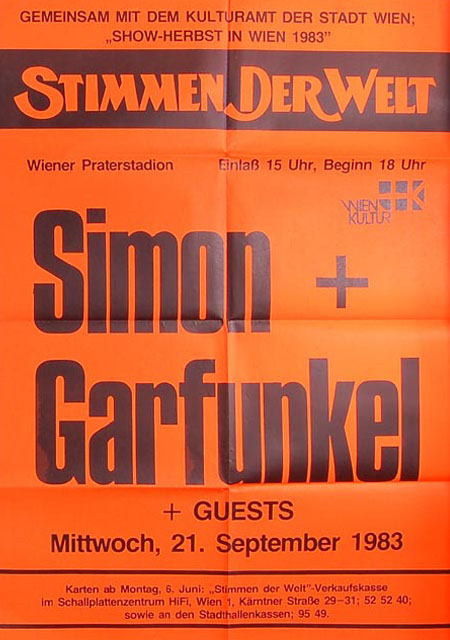 GEMEINSAM MIT DEM KULTURAMT DER STADT WIEN;
„SHOW-HERBST IN WIEN 1983”
STIMMEN DER WELT
Wiener Praterstadion Einlaß 15 Uhr, Beginn 18 Uhr
WIEN
KULTUR
Simon +
Garfunkel
+ GUESTS
Mittwoch, 21. September 1983
Karten ab Montag, 6. Juni: „Stimmen der Welt”-Verkaufskasse
im Schallplattenzentrum HiFi, Wien 1, Kärntner Straße 29–31; 52 52 40;
sowie an den Stadthallenkassen; 95 49.